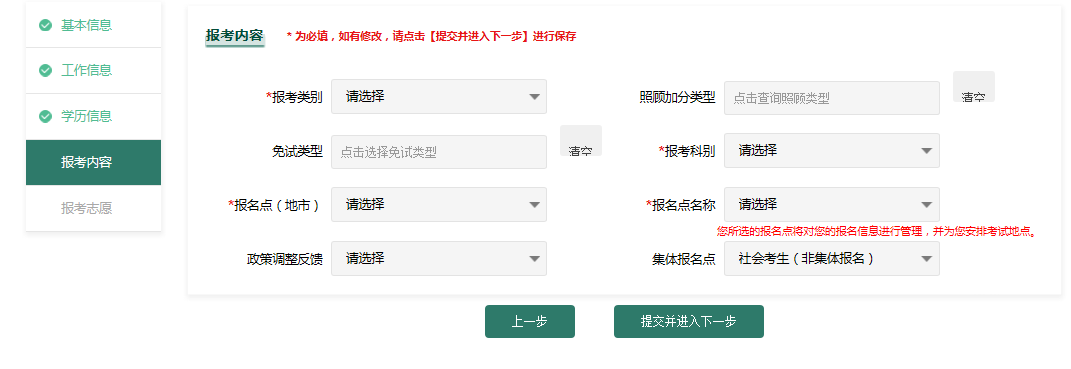 基本信息
工作信息
学历信息
报考内容
报考志愿
报考内容 * 为必填，如有修改，请点击【提交并进入下一步】进行保存
*报考类别 请选择 照顾加分类型 点击查询照顾类型 清空
免试类型 点击选择免试类型 清空 *报考科别 请选择
*报名点（地市） 请选择 *报名点名称 请选择
您所选的报名点将对您的报名信息进行管理，并为您安排考试地点。
政策调整反馈 请选择 集体报名点 社会考生（非集体报名）
上一步 提交并进入下一步